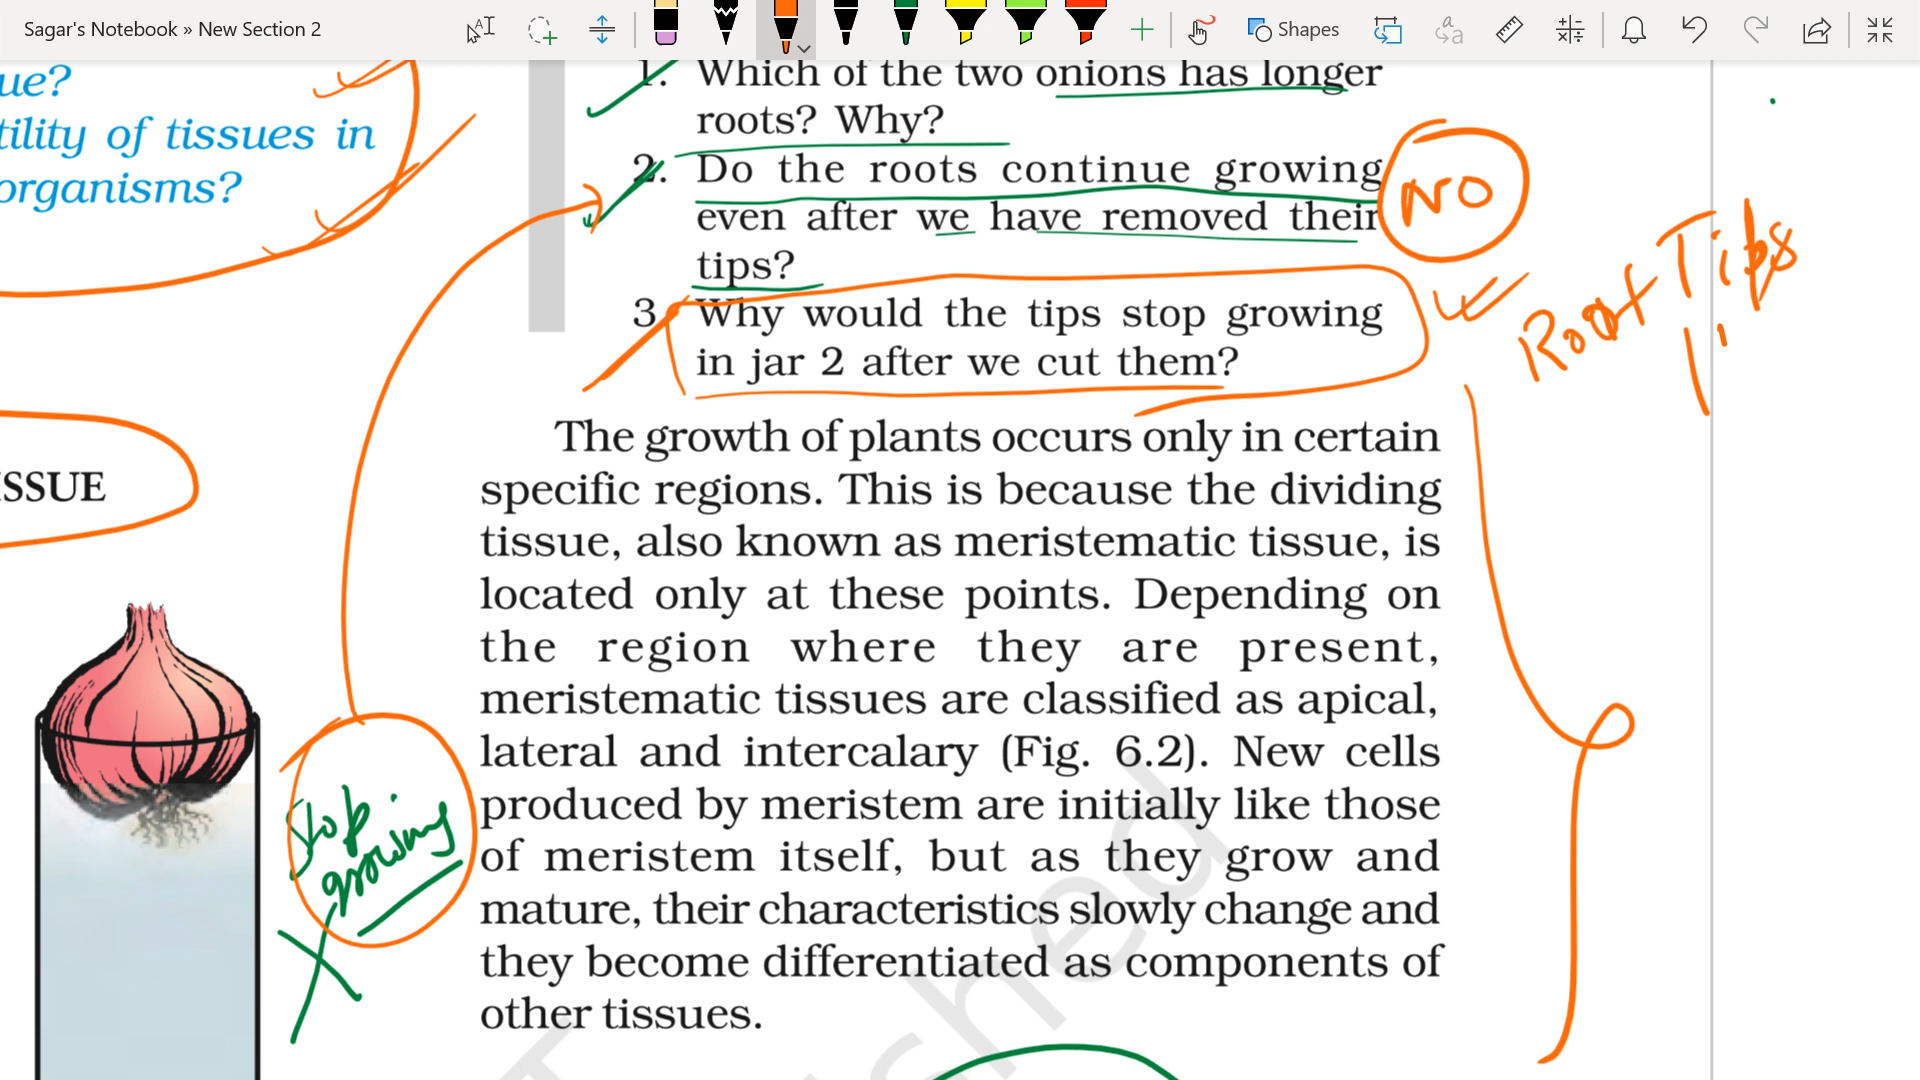 Sagar's Notebook » New Section 2
Shapes
ue?
tility of tissues in
organisms?
ISSUE
1. Which of the two onions has longer
roots? Why?
2. Do the roots continue growing
even after we have removed their
tips?
NO
3. Why would the tips stop growing
in jar 2 after we cut them?
Root Tips
The growth of plants occurs only in certain
specific regions. This is because the dividing
tissue, also known as meristematic tissue, is
located only at these points. Depending on
the region where they are present,
meristematic tissues are classified as apical,
lateral and intercalary (Fig. 6.2). New cells
produced by meristem are initially like those
of meristem itself, but as they grow and
mature, their characteristics slowly change and
they become differentiated as components of
other tissues.
Stop
growing